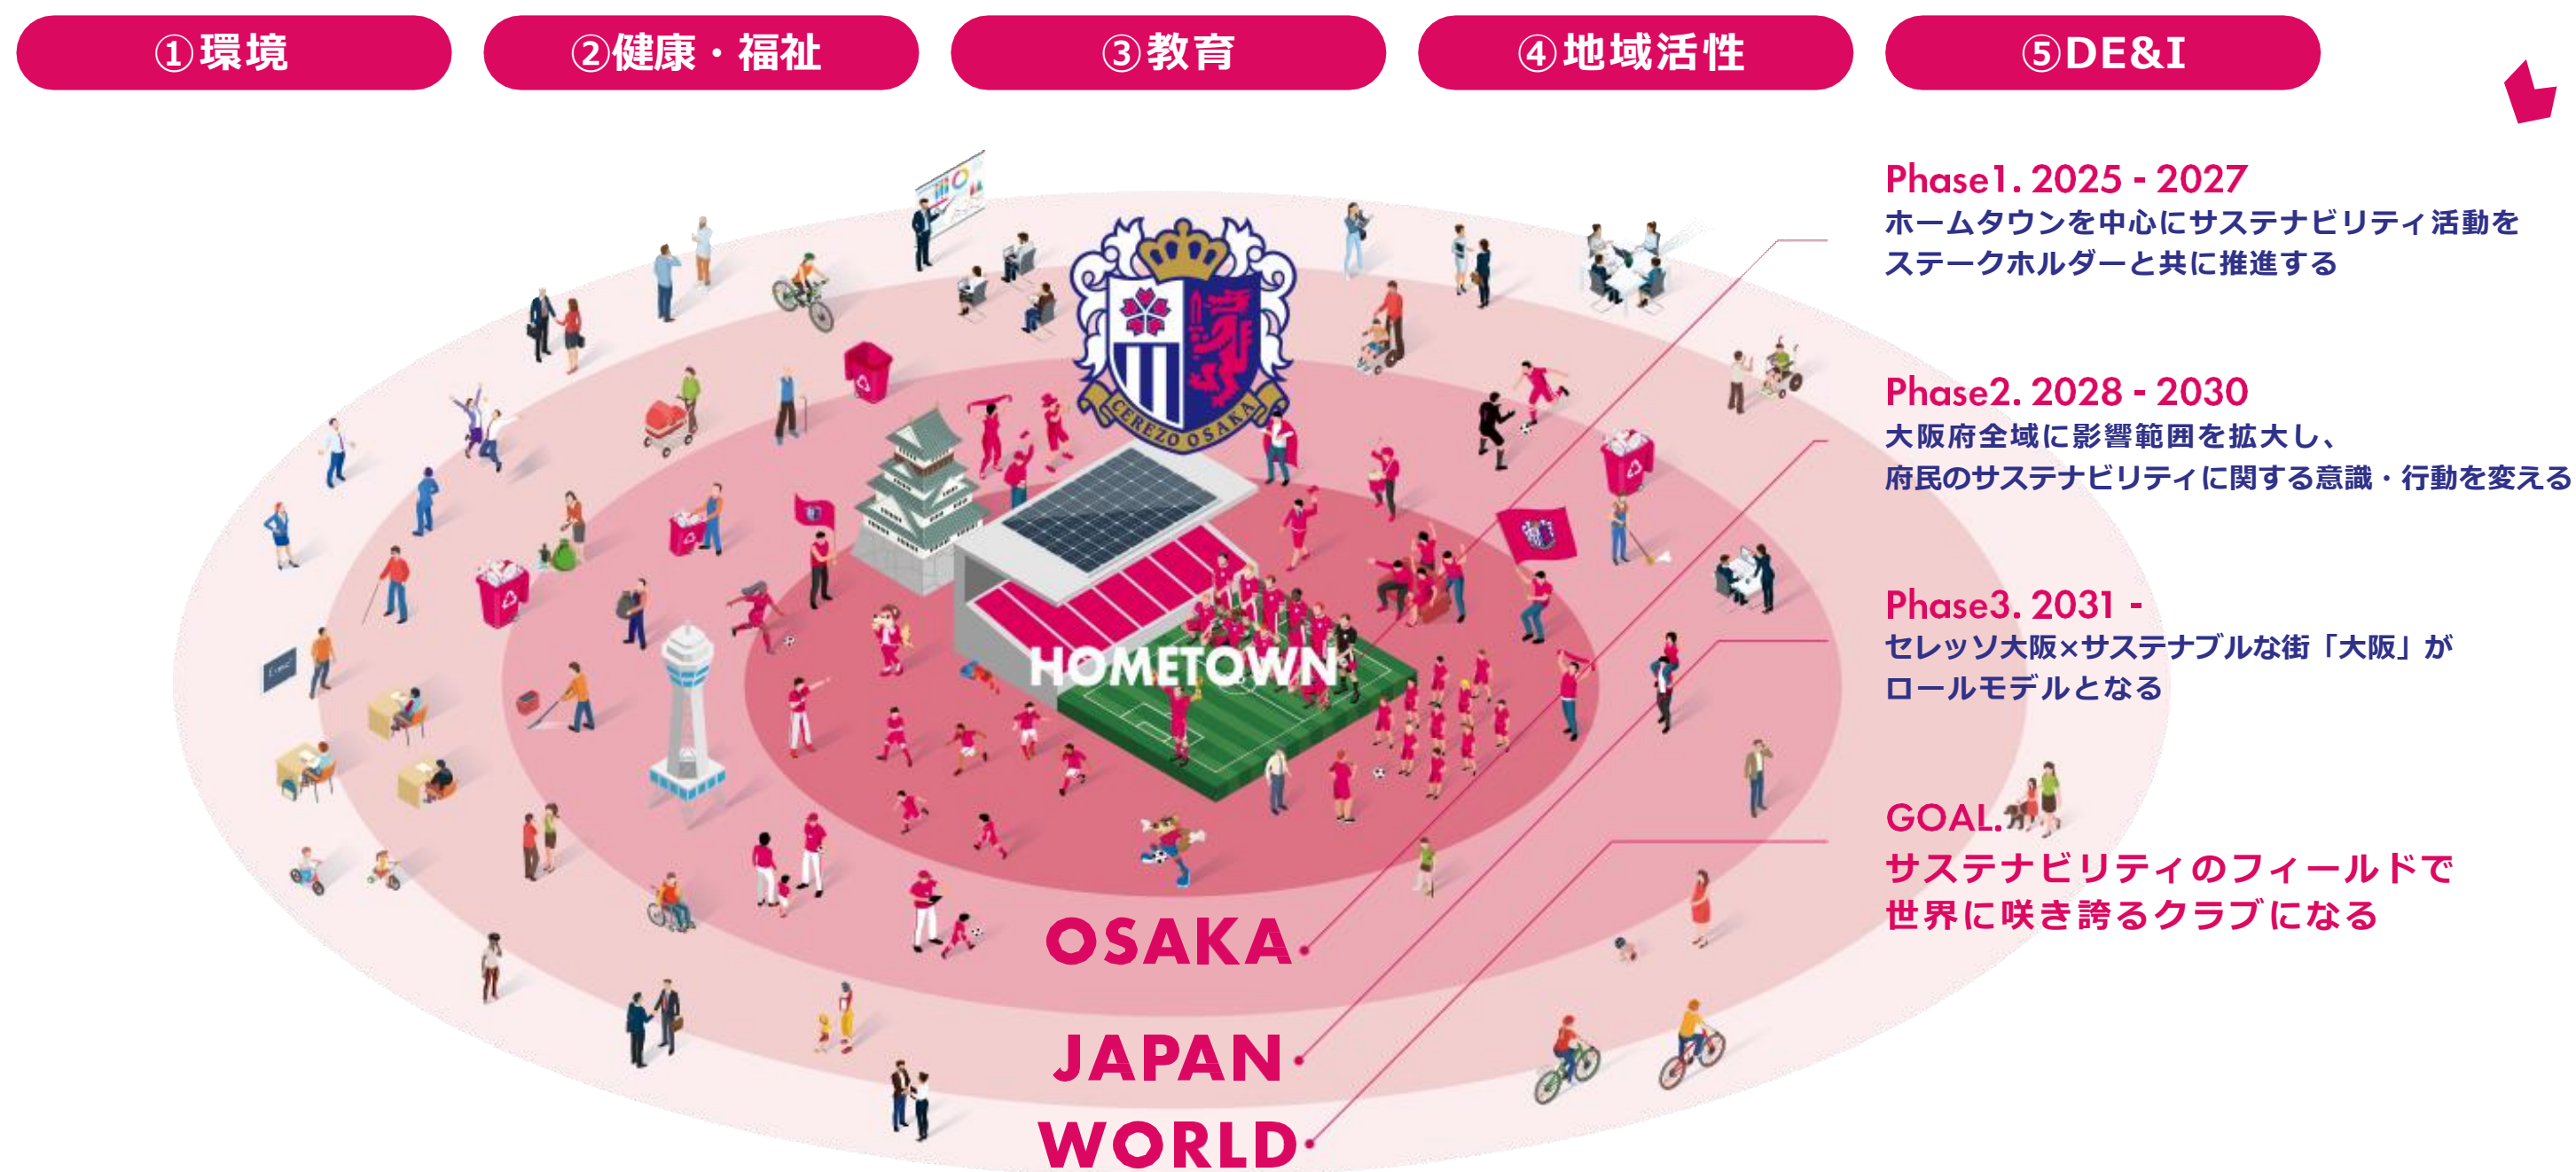 ①環境
②健康・福祉
③教育
④地域活性
⑤DE&I
Phase1. 2025 - 2027
ホームタウンを中心にサステナビリティ活動を
ステークホルダーと共に推進する
Phase2. 2028 - 2030
大阪府全域に影響範囲を拡大し、
府民のサステナビリティに関する意識・行動を変える
Phase3. 2031 -
セレッソ大阪×サステナブルな街「大阪」が
ロールモデルとなる
GOAL.
サステナビリティのフィールドで
世界に咲き誇るクラブになる
CEREZO OSAKA
HOMETOWN
OSAKA
JAPAN
WORLD